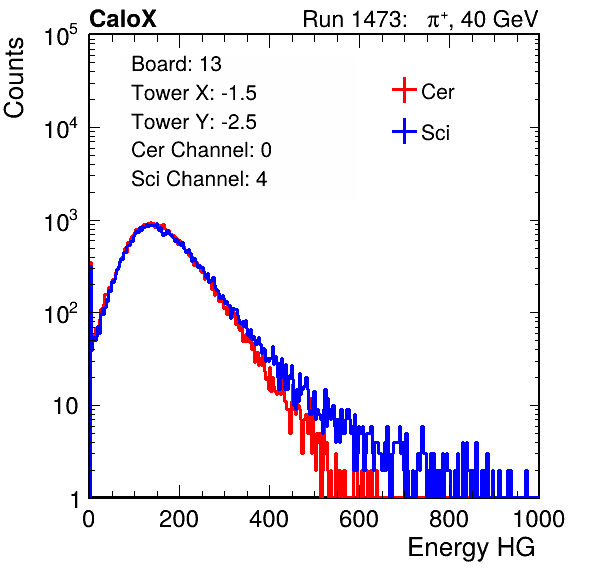 CaloX Run 1473: π⁺, 40 GeV
Counts
Board: 13
Tower X: -1.5
Tower Y: -2.5
Cer Channel: 0
Sci Channel: 4
Cer
Sci
10⁵
10⁴
10³
10²
10
1
0 200 400 600 800 1000
Energy HG